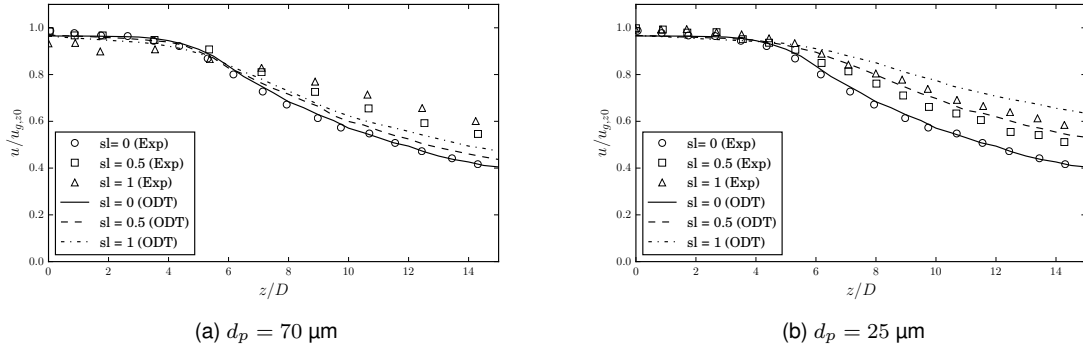 1.0
0.8
0.6
0.4
0.2
0.0
u/u_{g,z0}
sl= 0 (Exp)
sl = 0.5 (Exp)
sl = 1 (Exp)
sl = 0 (ODT)
sl = 0.5 (ODT)
sl = 1 (ODT)
0 2 4 6 8 10 12 14
z/D
(a) d_p = 70 μm
1.0
0.8
0.6
0.4
0.2
0.0
u/u_{g,z0}
sl= 0 (Exp)
sl = 0.5 (Exp)
sl = 1 (Exp)
sl = 0 (ODT)
sl = 0.5 (ODT)
sl = 1 (ODT)
0 2 4 6 8 10 12 14
z/D
(b) d_p = 25 μm